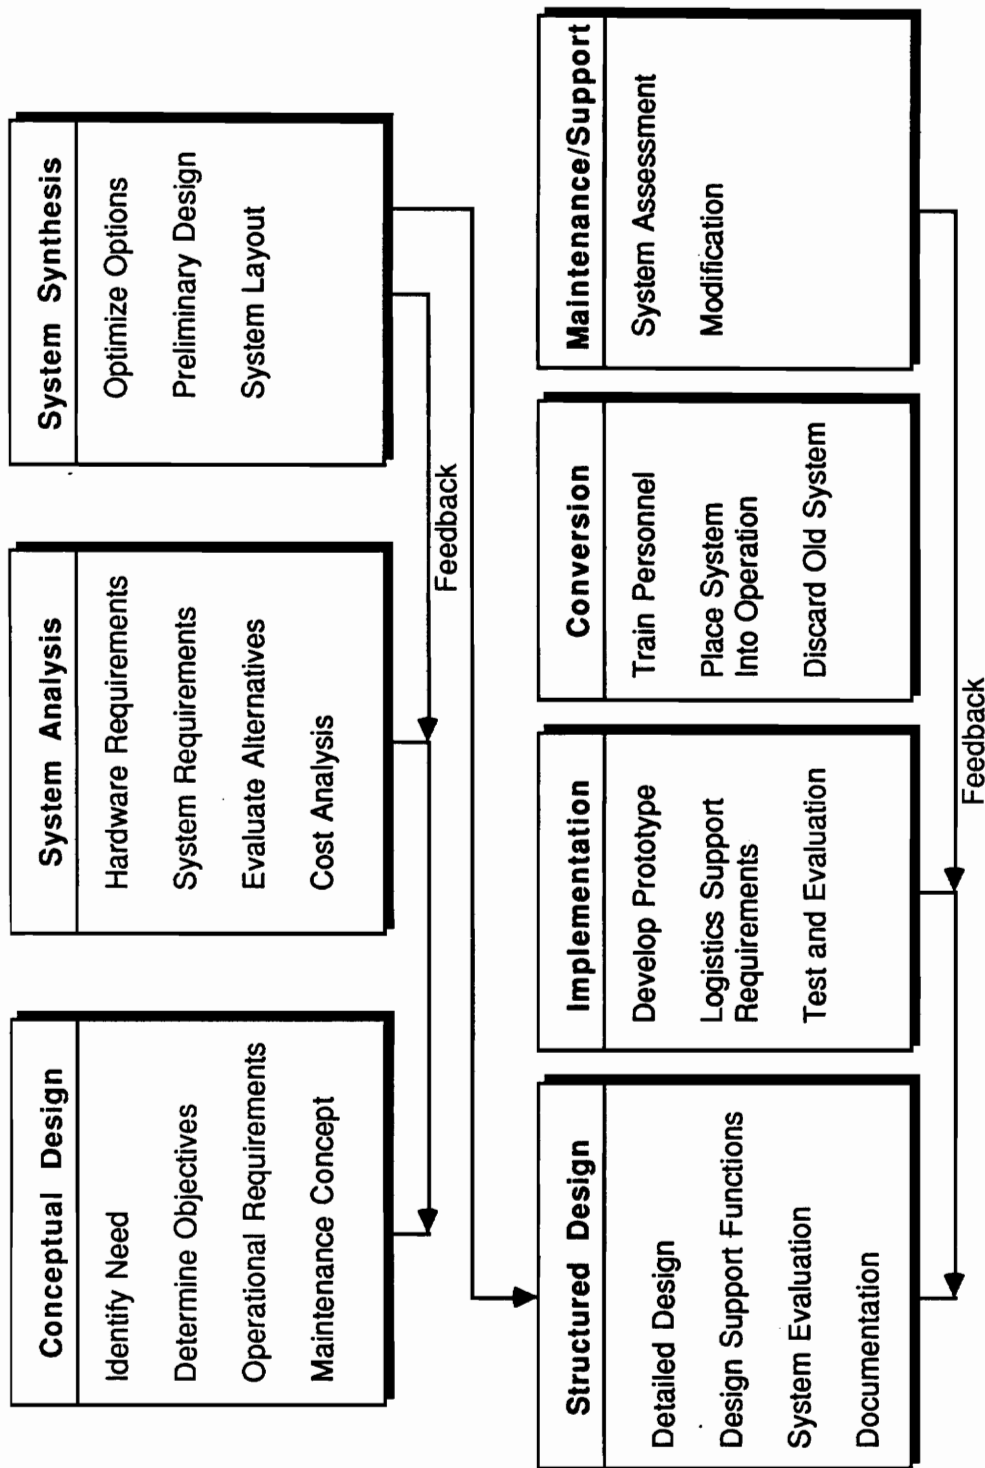 Conceptual Design
Identify Need
Determine Objectives
Operational Requirements
Maintenance Concept
System Analysis
Hardware Requirements
System Requirements
Evaluate Alternatives
Cost Analysis
System Synthesis
Optimize Options
Preliminary Design
System Layout
Feedback
Structured Design
Detailed Design
Design Support Functions
System Evaluation
Documentation
Implementation
Develop Prototype
Logistics Support
Requirements
Test and Evaluation
Conversion
Train Personnel
Place System
Into Operation
Discard Old System
Maintenance/Support
System Assessment
Modification
Feedback